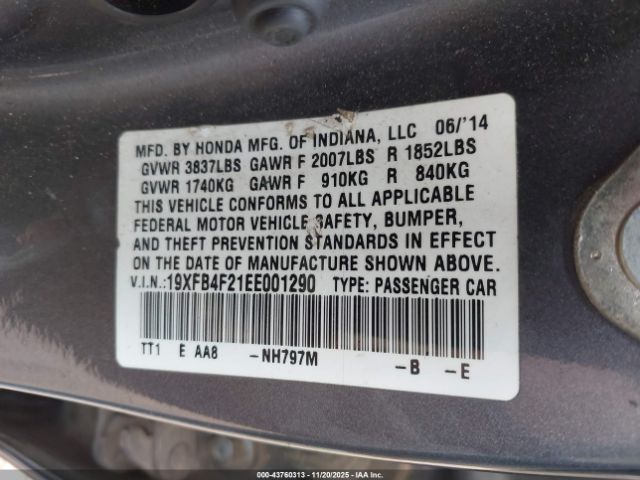 MFD. BY HONDA MFG. OF INDIANA, LLC 06/'14
GVWR 3837LBS GAWR F 2007LBS R 1852LBS
GVWR 1740KG GAWR F 910KG R 840KG
THIS VEHICLE CONFORMS TO ALL APPLICABLE
FEDERAL MOTOR VEHICLE SAFETY, BUMPER,
AND THEFT PREVENTION STANDARDS IN EFFECT
ON THE DATE OF MANUFACTURE SHOWN ABOVE.
V.I.N.:19XFB4F21EE001290 TYPE: PASSENGER CAR
TT1 E AA8 -NH797M -B -E
000-43760313 | 11/20/2025 | IAAI.COM